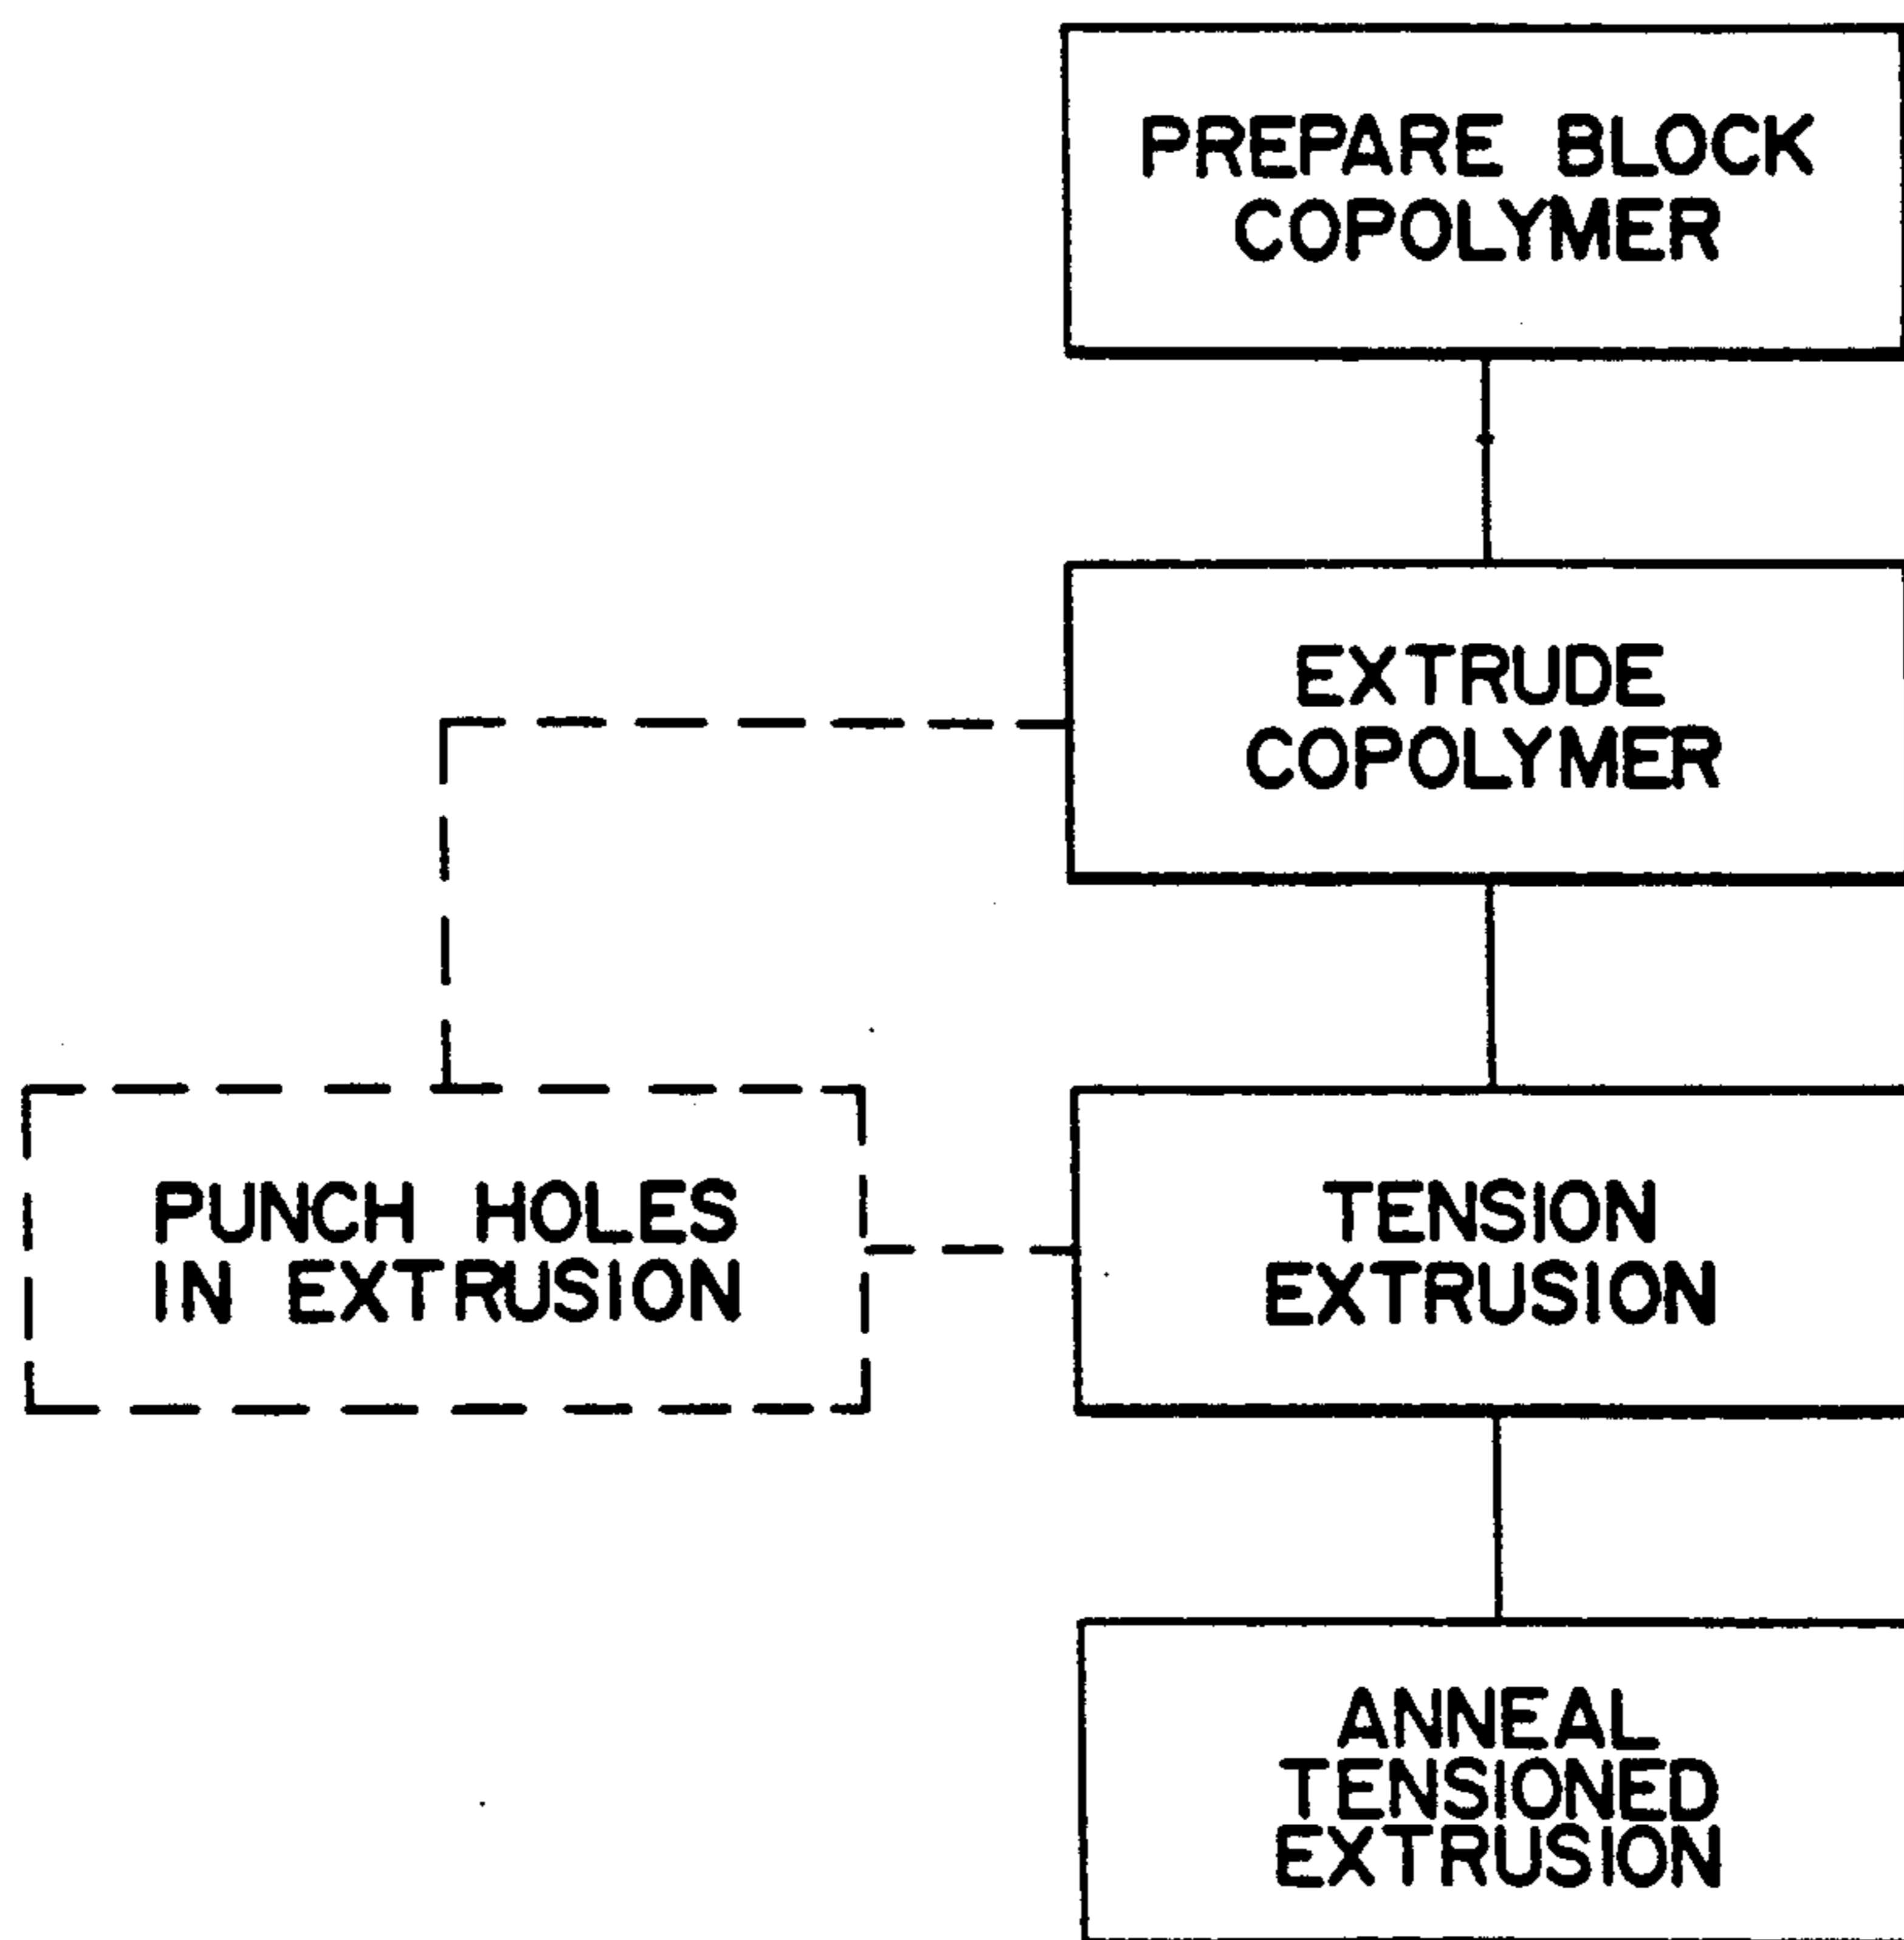 PREPARE BLOCK
COPOLYMER
EXTRUDE
COPOLYMER
PUNCH HOLES
IN EXTRUSION
TENSION
EXTRUSION
ANNEAL
TENSIONED
EXTRUSION